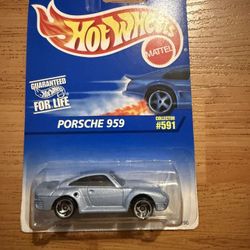 HOT WHEELS
MATTEL
GUARANTEED
FOR LIFE
PORSCHE 959
COLLECTOR
#591